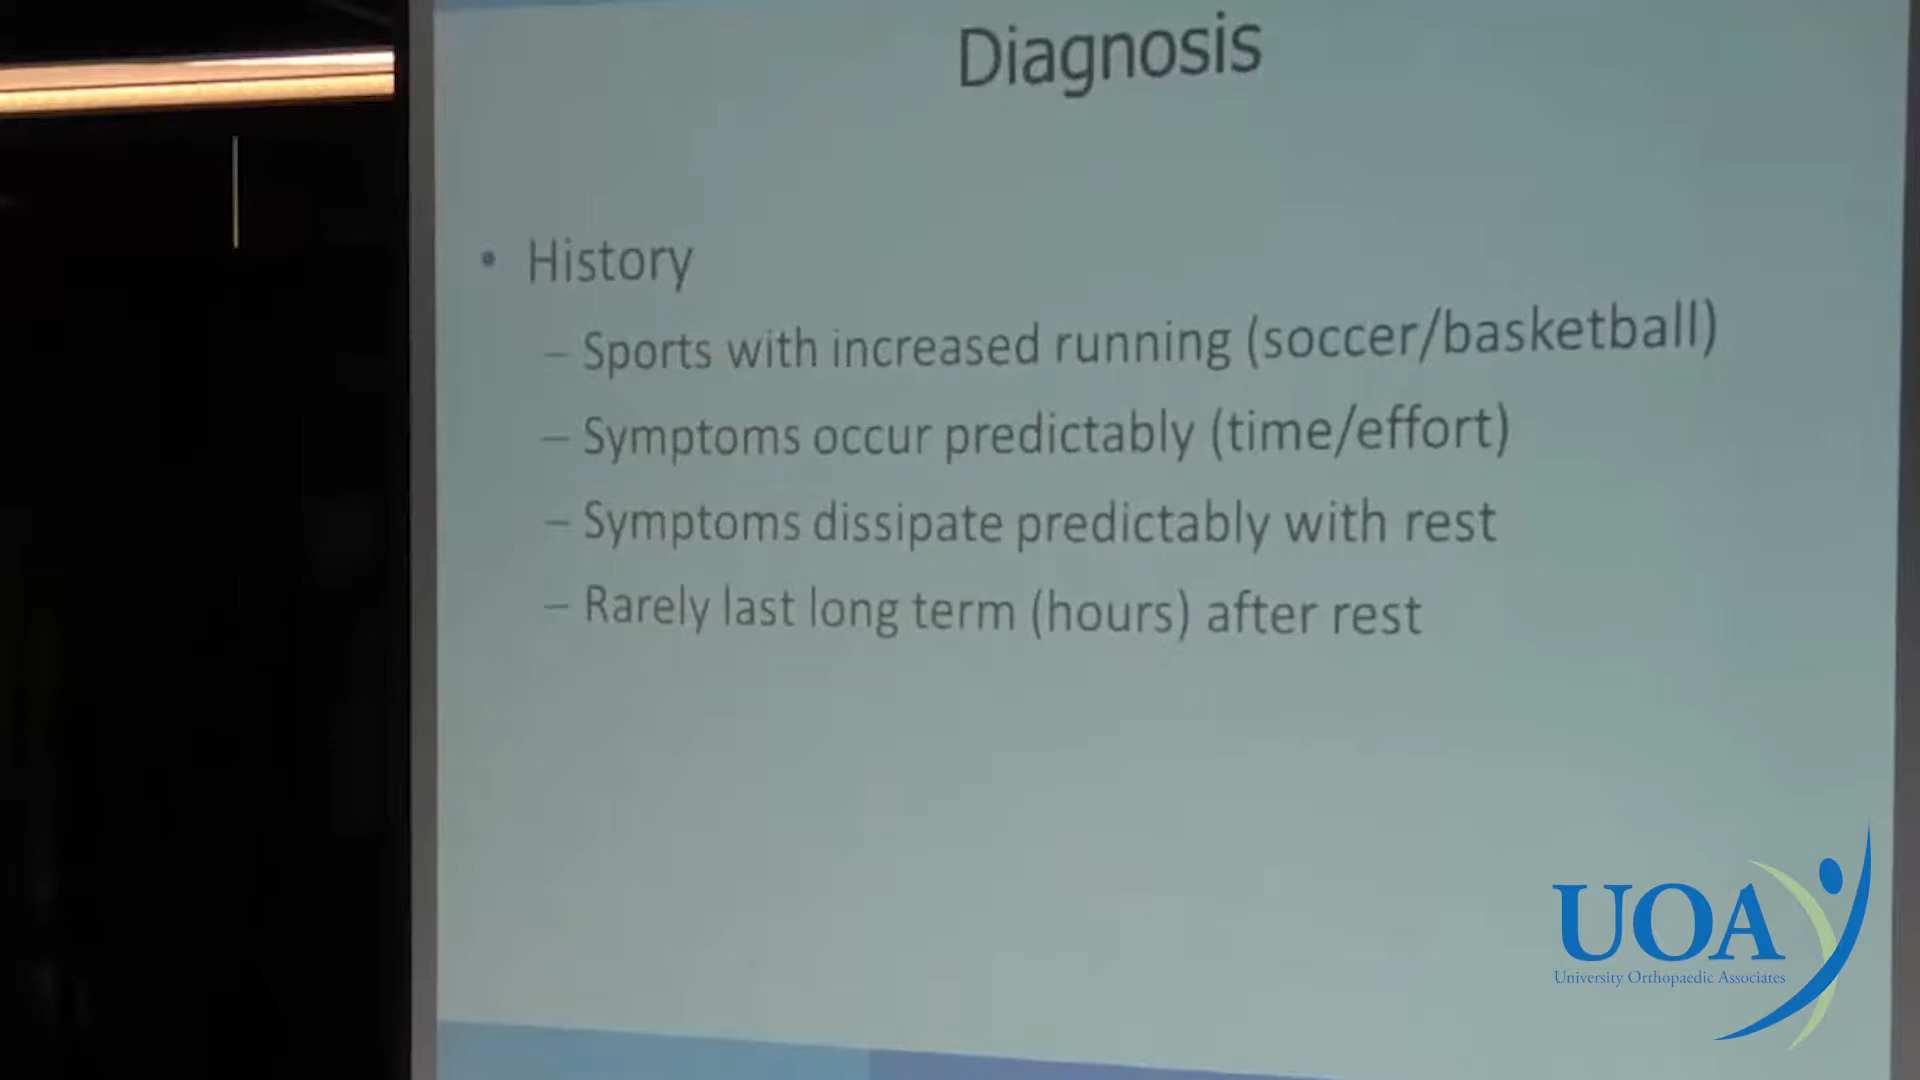 Diagnosis
• History
– Sports with increased running (soccer/basketball)
– Symptoms occur predictably (time/effort)
– Symptoms dissipate predictably with rest
– Rarely last long term (hours) after rest
UOA
University Orthopaedic Associates